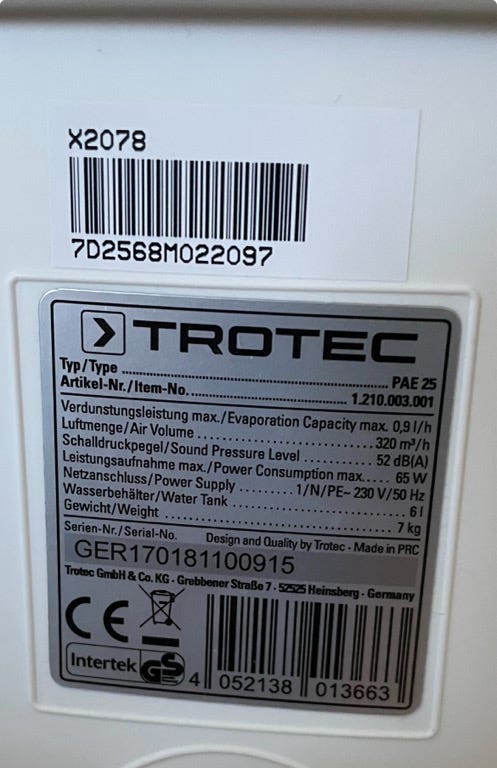 X2078
7D2568M022097
TROTEC
Typ/Type ........................................ PAE 25
Artikel-Nr./Item-No. ........................... 1.210.003.001
Verdunstungsleistung max./Evaporation Capacity max. 0,9 l/h
Luftmenge/Air Volume ........................... 320 m³/h
Schalldruckpegel/Sound Pressure Level .............. 52 dB(A)
Leistungsaufnahme max./Power Consumption max..... 65 W
Netzanschluss/Power Supply ......... 1/N/PE~ 230 V/50 Hz
Wasserbehälter/Water Tank ........................... 6 l
Gewicht/Weight ................................. 7 kg
Serien-Nr./Serial-No. Design and Quality by Trotec · Made in PRC
GER170181100915
Trotec GmbH & Co. KG · Grebbener Straße 7 · 52525 Heinsberg · Germany
CE
Intertek GS
4 052138 013663